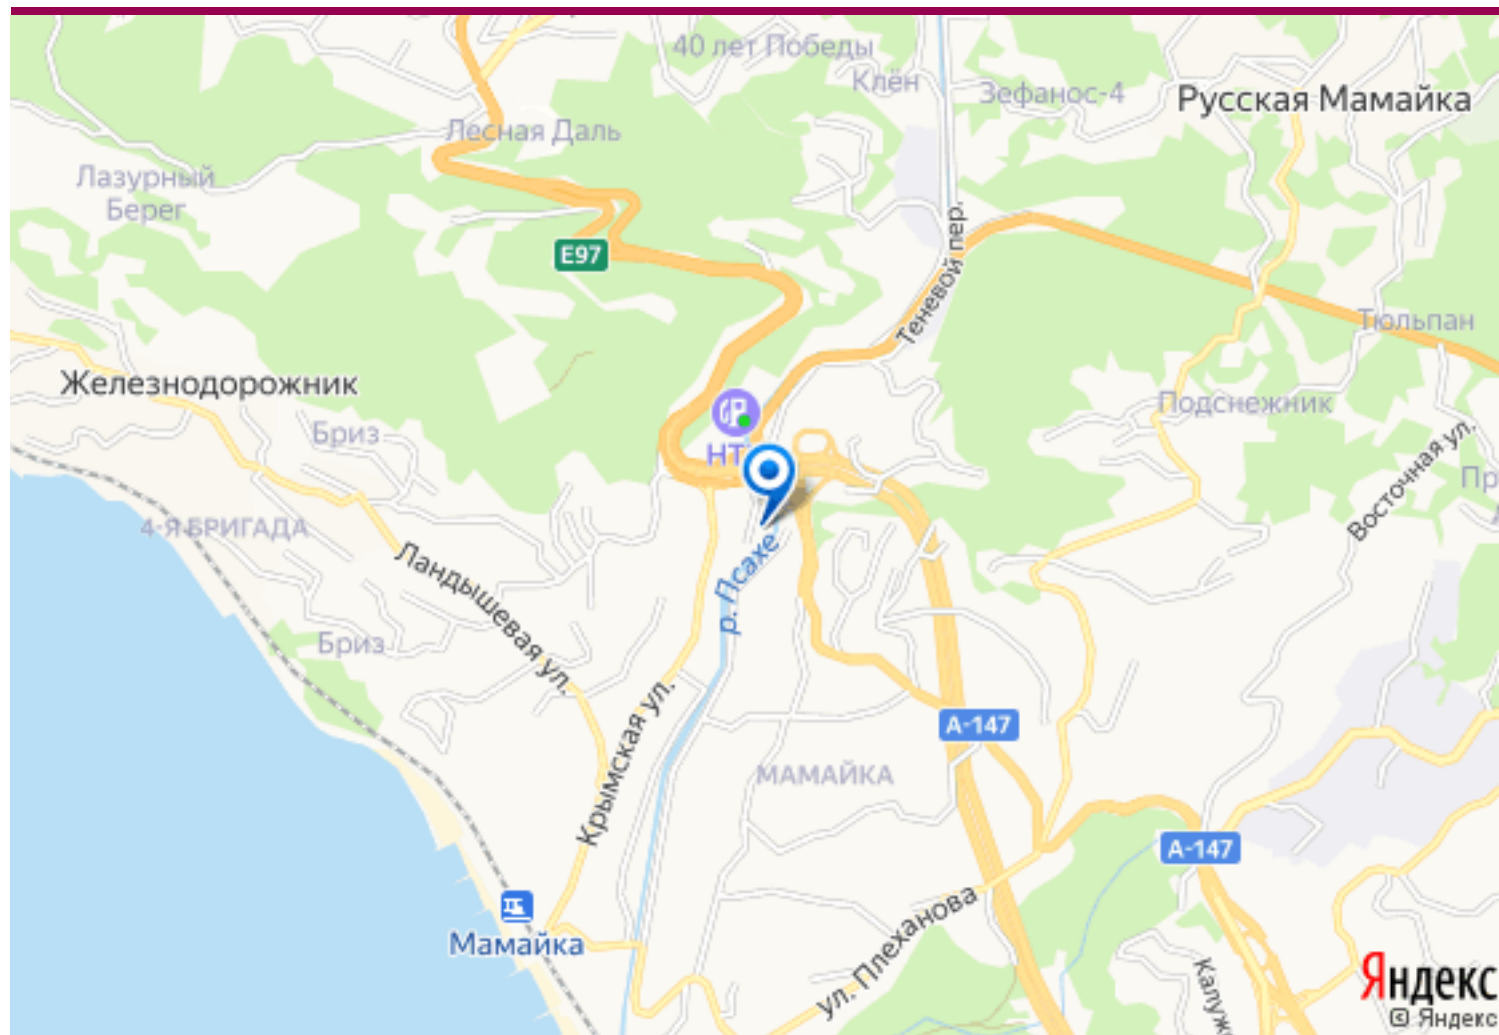 40 лет Победы
Клён
Зефанос-4
Русская Мамайка
Лесная Даль
Лазурный
Берег
E97
Теневой пер.
Тюльпан
Железнодорожник
Подснежник
Бриз
НТ
Восточная ул.
4-Я БРИГАДА
Ландышевая ул.
р. Псахе
Бриз
Крымская ул.
А-147
МАМАЙКА
А-147
ул. Плеханова
Мамайка
Яндекс
© Яндекс